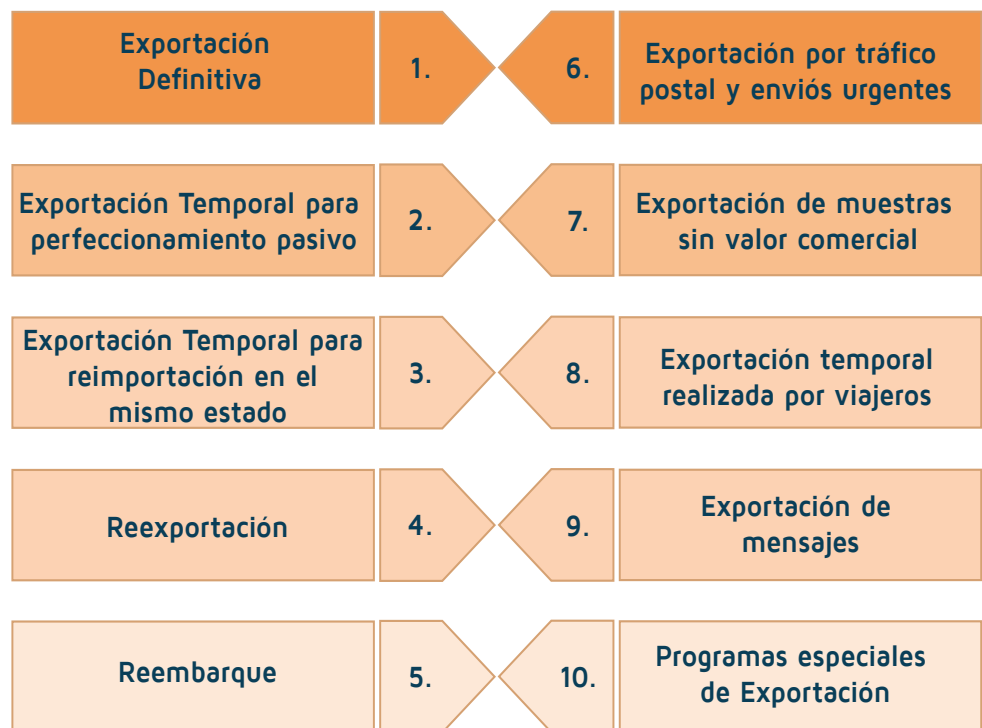 Exportación
Definitiva
1.
Exportación Temporal para
perfeccionamiento pasivo
2.
Exportación Temporal para
reimportación en el
mismo estado
3.
Reexportación
4.
Reembarque
5.
6.
Exportación por tráfico
postal y enviós urgentes
7.
Exportación de muestras
sin valor comercial
8.
Exportación temporal
realizada por viajeros
9.
Exportación de
mensajes
10.
Programas especiales
de Exportación